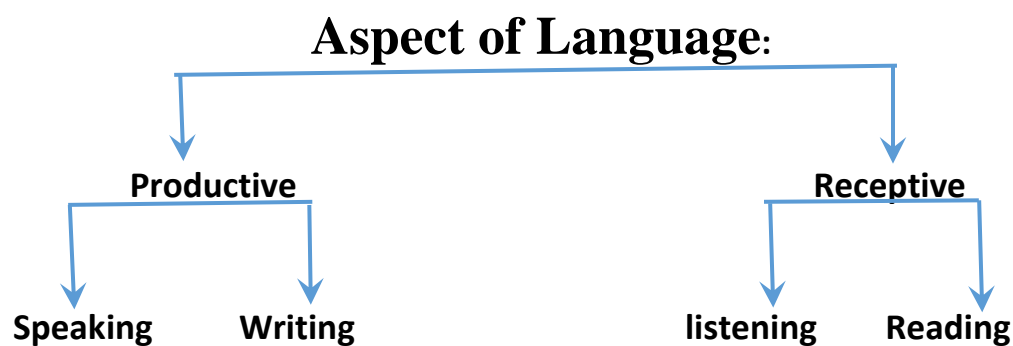 Aspect of Language:
Productive Receptive
Speaking Writing listening Reading